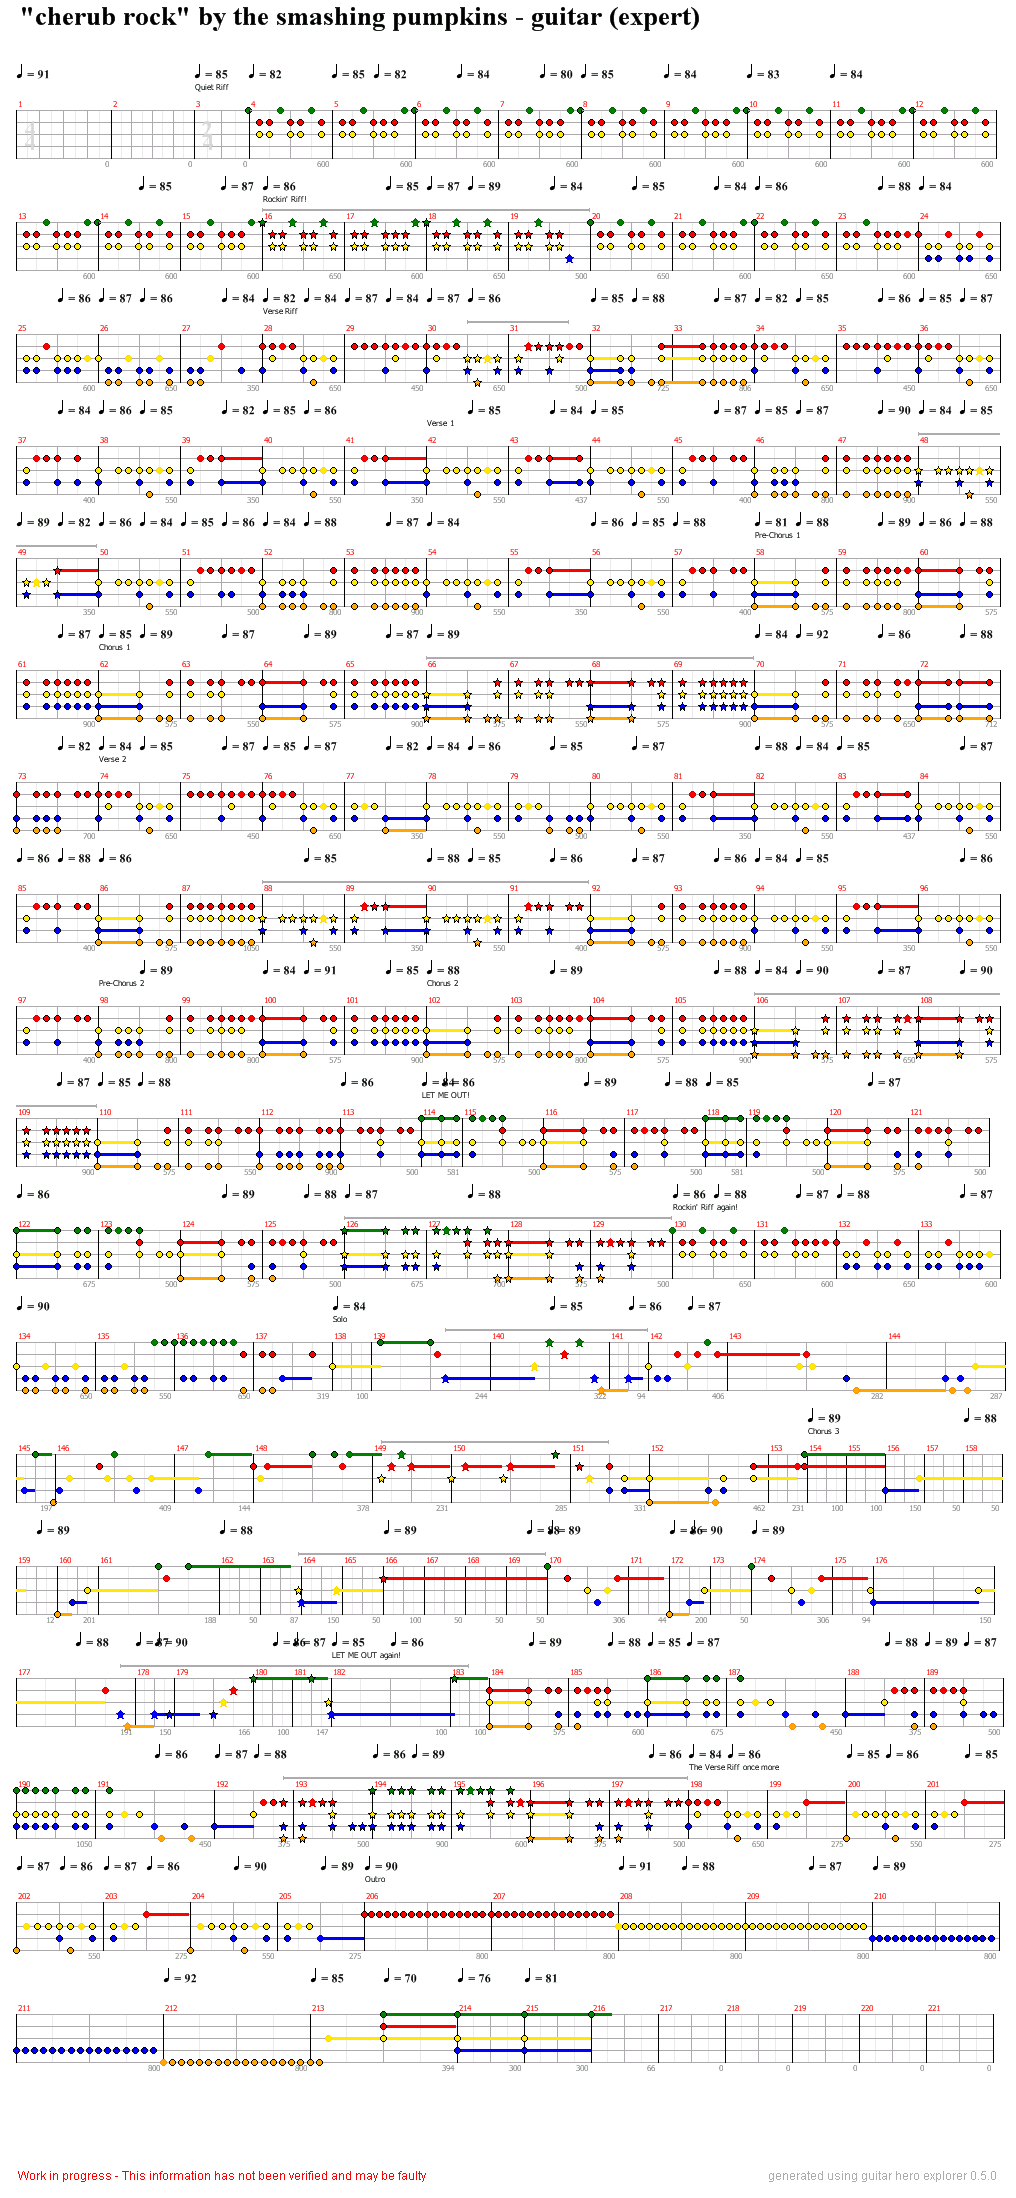 "cherub rock" by the smashing pumpkins - guitar (expert)
♩ = 91 ♩ = 85 ♩ = 82 ♩ = 85 ♩ = 82 ♩ = 84 ♩ = 80 ♩ = 85 ♩ = 84 ♩ = 83 ♩ = 84
Quiet Riff
1 2 3 4 5 6 7 8 9 10 11 12
4 4 2 4
0 0 0 600 600 600 600 600 600 600 600 600
♩ = 85 ♩ = 87 ♩ = 86 ♩ = 85 ♩ = 87 ♩ = 89 ♩ = 84 ♩ = 85 ♩ = 84 ♩ = 86 ♩ = 88 ♩ = 84
Rockin' Riff!
13 14 15 16 17 18 19 20 21 22 23 24
600 600 600 600 600 600 500 650 650 650 600 650
♩ = 86 ♩ = 87 ♩ = 86 ♩ = 84 ♩ = 82 ♩ = 84 ♩ = 87 ♩ = 84 ♩ = 87 ♩ = 86 ♩ = 85 ♩ = 88 ♩ = 87 ♩ = 82 ♩ = 85 ♩ = 86 ♩ = 85 ♩ = 87
Verse Riff
25 26 27 28 29 30 31 32 33 34 35 36
600 650 350 650 450 650 500 725 806 650 450 650
♩ = 84 ♩ = 86 ♩ = 85 ♩ = 82 ♩ = 85 ♩ = 86 ♩ = 85 ♩ = 84 ♩ = 85 ♩ = 87 ♩ = 85 ♩ = 87 ♩ = 90 ♩ = 84 ♩ = 85
Verse 1
37 38 39 40 41 42 43 44 45 46 47 48
400 550 350 550 350 550 437 550 400 800 900 550
♩ = 89 ♩ = 82 ♩ = 86 ♩ = 84 ♩ = 85 ♩ = 86 ♩ = 84 ♩ = 88 ♩ = 87 ♩ = 84 ♩ = 86 ♩ = 85 ♩ = 88 ♩ = 81 ♩ = 88 ♩ = 89 ♩ = 86 ♩ = 88
Pre-Chorus 1
49 50 51 52 53 54 55 56 57 58 59 60
350 550 500 800 900 550 350 550 400 575 800 575
♩ = 87 ♩ = 85 ♩ = 89 ♩ = 87 ♩ = 89 ♩ = 87 ♩ = 89 ♩ = 84 ♩ = 92 ♩ = 86 ♩ = 88
Chorus 1
61 62 63 64 65 66 67 68 69 70 71 72
900 575 550 575 900 575 550 575 900 575 650 712
♩ = 82 ♩ = 84 ♩ = 85 ♩ = 87 ♩ = 85 ♩ = 87 ♩ = 82 ♩ = 84 ♩ = 86 ♩ = 85 ♩ = 87 ♩ = 88 ♩ = 84 ♩ = 85 ♩ = 87
Verse 2
73 74 75 76 77 78 79 80 81 82 83 84
700 650 450 650 350 550 500 550 350 550 437 550
♩ = 86 ♩ = 88 ♩ = 86 ♩ = 85 ♩ = 88 ♩ = 85 ♩ = 86 ♩ = 87 ♩ = 86 ♩ = 84 ♩ = 85 ♩ = 86
85 86 87 88 89 90 91 92 93 94 95 96
400 575 1050 550 350 550 400 575 900 550 350 550
♩ = 89 ♩ = 84 ♩ = 91 ♩ = 85 ♩ = 88 ♩ = 89 ♩ = 88 ♩ = 84 ♩ = 90 ♩ = 87 ♩ = 90
Pre-Chorus 2 Chorus 2
97 98 99 100 101 102 103 104 105 106 107 108
400 800 800 575 900 575 800 575 900 575 650 575
♩ = 87 ♩ = 85 ♩ = 88 ♩ = 86 ♩ = 84 ♩ = 86 ♩ = 89 ♩ = 88 ♩ = 85 ♩ = 87
LET ME OUT!
109 110 111 112 113 114 115 116 117 118 119 120 121
900 575 550 900 500 581 500 575 500 581 500 575 500
♩ = 86 ♩ = 89 ♩ = 88 ♩ = 87 ♩ = 88 ♩ = 86 ♩ = 88 ♩ = 87 ♩ = 88 ♩ = 87
Rockin' Riff again!
122 123 124 125 126 127 128 129 130 131 132 133
675 500 575 500 675 700 575 500 650 600 650 600
♩ = 90 ♩ = 84 ♩ = 85 ♩ = 86 ♩ = 87
Solo
134 135 136 137 138 139 140 141 142 143 144
650 550 650 319 100 244 322 94 406 282 287
♩ = 89 ♩ = 88
Chorus 3
145 146 147 148 149 150 151 152 153 154 155 156 157 158
197 409 144 378 231 285 331 462 231 100 100 150 50 50
♩ = 89 ♩ = 88 ♩ = 89 ♩ = 88 ♩ = 89 ♩ = 86 ♩ = 90 ♩ = 89
159 160 161 162 163 164 165 166 167 168 169 170 171 172 173 174 175 176
12 201 188 50 87 150 50 100 50 50 50 306 44 200 50 306 94 150
♩ = 88 ♩ = 87 ♩ = 90 ♩ = 86 ♩ = 87 ♩ = 85 ♩ = 86 ♩ = 89 ♩ = 88 ♩ = 85 ♩ = 87 ♩ = 88 ♩ = 89 ♩ = 87
LET ME OUT again!
177 178 179 180 181 182 183 184 185 186 187 188 189
191 150 166 100 147 100 100 575 600 675 450 375 500
♩ = 86 ♩ = 87 ♩ = 88 ♩ = 86 ♩ = 89 ♩ = 86 ♩ = 84 ♩ = 86 ♩ = 85 ♩ = 86 ♩ = 85
The Verse Riff once more
190 191 192 193 194 195 196 197 198 199 200 201
1050 450 375 500 900 600 575 500 650 275 550 275
♩ = 87 ♩ = 86 ♩ = 87 ♩ = 86 ♩ = 90 ♩ = 89 ♩ = 90 ♩ = 91 ♩ = 88 ♩ = 87 ♩ = 89
Outro
202 203 204 205 206 207 208 209 210
550 275 550 275 800 800 800 800 800
♩ = 92 ♩ = 85 ♩ = 70 ♩ = 76 ♩ = 81
211 212 213 214 215 216 217 218 219 220 221
800 800 394 300 300 66 0 0 0 0 0
Work in progress - This information has not been verified and may be faulty
generated using guitar hero explorer 0.5.0